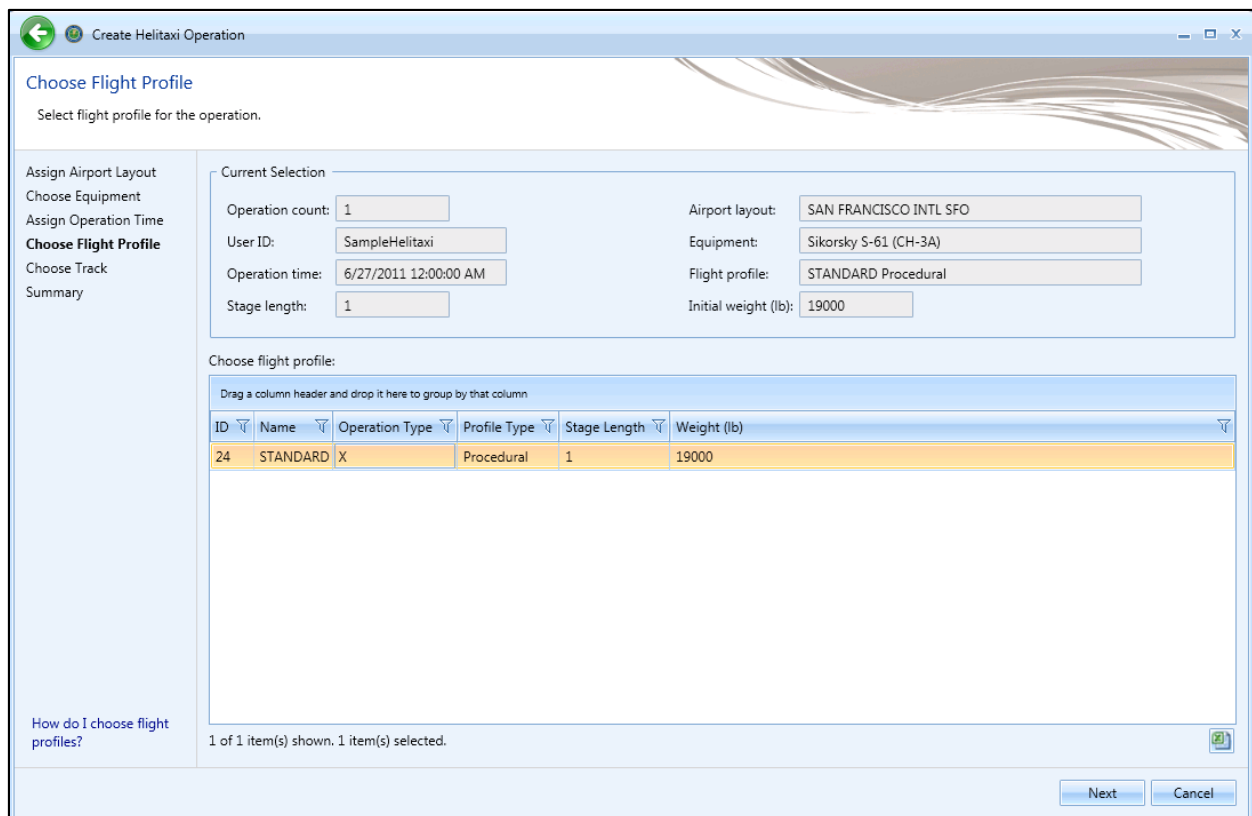 Create Helitaxi Operation
Choose Flight Profile
Select flight profile for the operation.
Assign Airport Layout
Choose Equipment
Assign Operation Time
Choose Flight Profile
Choose Track
Summary
How do I choose flight
profiles?
Current Selection
Operation count: 1 Airport layout: SAN FRANCISCO INTL SFO
User ID: SampleHelitaxi Equipment: Sikorsky S-61 (CH-3A)
Operation time: 6/27/2011 12:00:00 AM Flight profile: STANDARD Procedural
Stage length: 1 Initial weight (lb): 19000
Choose flight profile:
Drag a column header and drop it here to group by that column
ID Name Operation Type Profile Type Stage Length Weight (lb)
24 STANDARD X Procedural 1 19000
1 of 1 item(s) shown. 1 item(s) selected.
Next Cancel